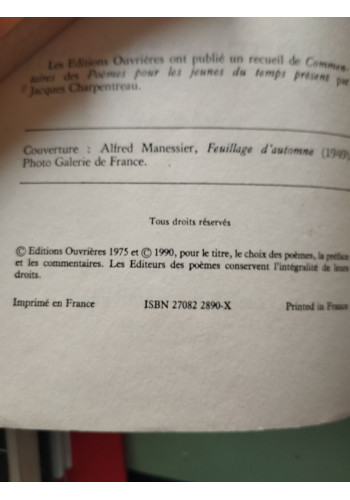 Les Editions Ouvrières ont publié un recueil de Commen-
taires des Poèmes pour les jeunes du temps présent par
Jacques Charpentreau.
Couverture : Alfred Manessier, Feuillage d'automne (1949)
Photo Galerie de France.
Tous droits réservés
© Editions Ouvrières 1975 et © 1990, pour le titre, le choix des poèmes, la préface
et les commentaires. Les Editeurs des poèmes conservent l'intégralité de leurs
droits.
Imprimé en France ISBN 27082 2890-X Printed in France